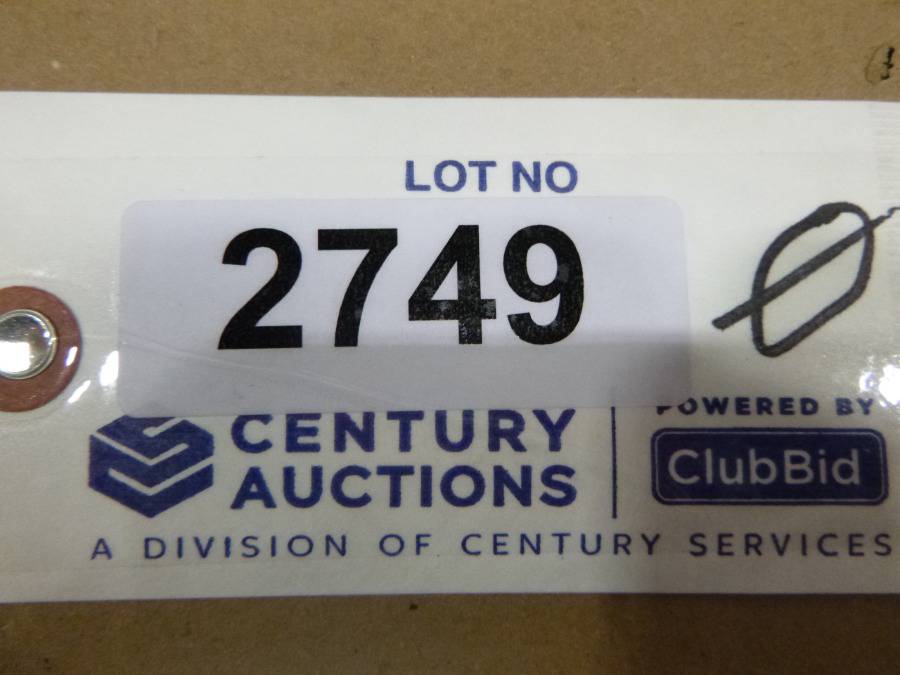 LOT NO
2749
Ø
CENTURY
AUCTIONS
POWERED BY
ClubBid
A DIVISION OF CENTURY SERVICES